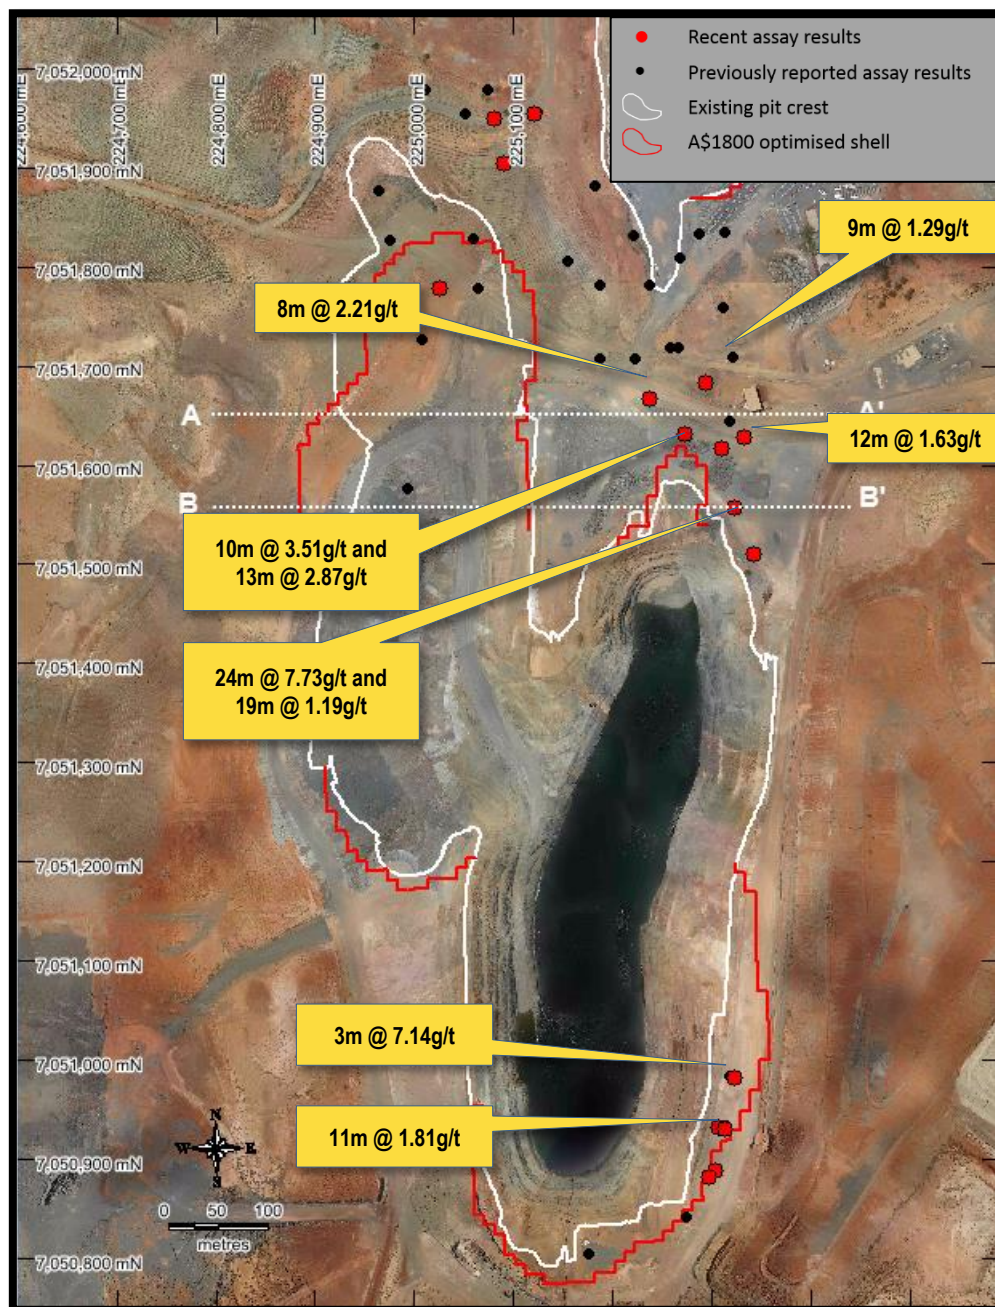 Recent assay results
Previously reported assay results
Existing pit crest
A$1800 optimised shell
7,052,000 mN
224,600 mE
224,700 mE
224,800 mE
224,900 mE
225,000 mE
225,100 mE
7,051,900 mN
9m @ 1.29g/t
7,051,800 mN
8m @ 2.21g/t
7,051,700 mN
A
A'
12m @ 1.63g/t
7,051,600 mN
B
B'
10m @ 3.51g/t and
13m @ 2.87g/t
7,051,500 mN
7,051,400 mN
24m @ 7.73g/t and
19m @ 1.19g/t
7,051,300 mN
7,051,200 mN
7,051,100 mN
3m @ 7.14g/t
7,051,000 mN
11m @ 1.81g/t
N
W
E
S
7,050,900 mN
0 50 100
metres
7,050,800 mN